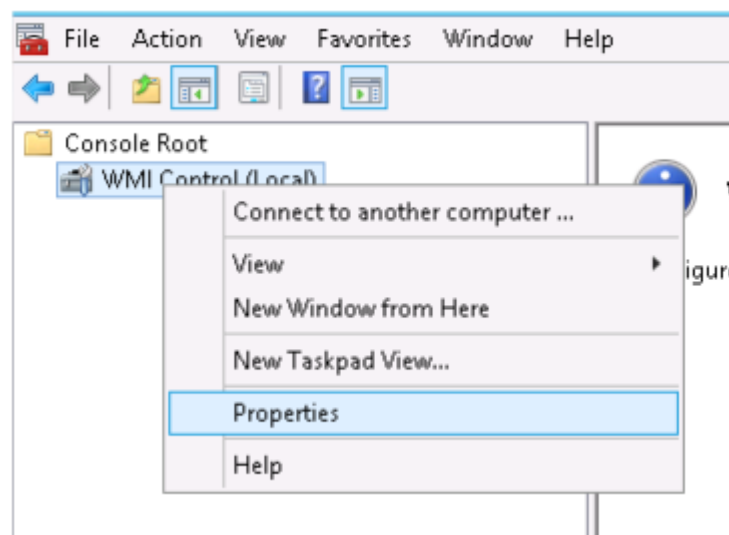 File Action View Favorites Window Help
Console Root
WMI Control (Local)
Connect to another computer ...
View
New Window from Here
New Taskpad View...
Properties
Help